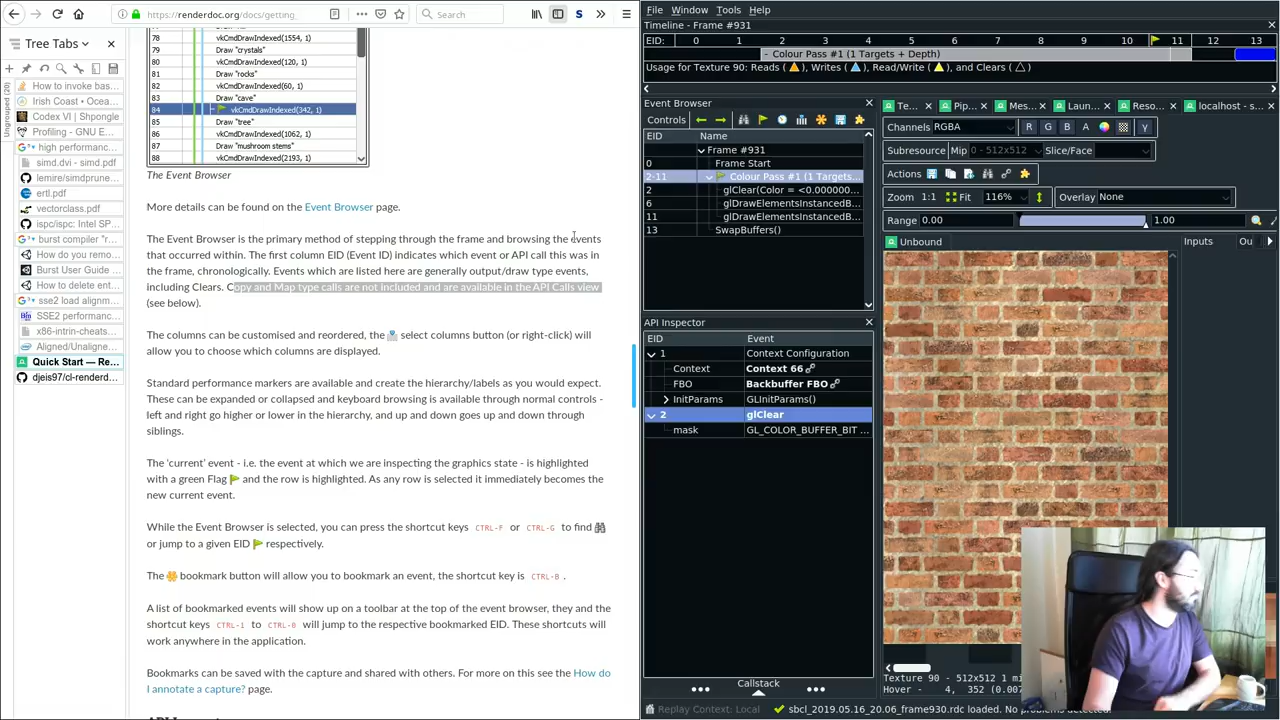 https://renderdoc.org/docs/getting_
Search
Tree Tabs
Ungrouped (20)
How to invoke bas
Irish Coast • Ocea
Codex VI | Shpongle
Profiling - GNU E
high performance
simd.dvi - simd.pdf
lemire/simdprune
ertl.pdf
vectorclass.pdf
ispc/ispc: Intel SP
burst compiler "r
How do you remo
Burst User Guide
How to delete ent
sse2 load alignm
SSE2 performanc
x86-intrin-cheats
Aligned/Unaligne
Quick Start — Re
djeis97/cl-renderd
78 vkCmdDrawIndexed(1554, 1)
79 Draw "crystals"
80 vkCmdDrawIndexed(120, 1)
81 Draw "rocks"
82 vkCmdDrawIndexed(60, 1)
83 Draw "cave"
84 vkCmdDrawIndexed(342, 1)
85 Draw "tree"
86 vkCmdDrawIndexed(1062, 1)
87 Draw "mushroom stems"
88 vkCmdDrawIndexed(2193, 1)
The Event Browser
More details can be found on the Event Browser page.
The Event Browser is the primary method of stepping through the frame and browsing the events
that occurred within. The first column EID (Event ID) indicates which event or API call this was in
the frame, chronologically. Events which are listed here are generally output/draw type events,
including Clears. Copy and Map type calls are not included and are available in the API Calls view
(see below).
The columns can be customised and reordered, the select columns button (or right-click) will
allow you to choose which columns are displayed.
Standard performance markers are available and create the hierarchy/labels as you would expect.
These can be expanded or collapsed and keyboard browsing is available through normal controls -
left and right go higher or lower in the hierarchy, and up and down goes up and down through
siblings.
The 'current' event - i.e. the event at which we are inspecting the graphics state - is highlighted
with a green Flag and the row is highlighted. As any row is selected it immediately becomes the
new current event.
While the Event Browser is selected, you can press the shortcut keys CTRL-F or CTRL-G to find
or jump to a given EID respectively.
The bookmark button will allow you to bookmark an event, the shortcut key is CTRL-B .
A list of bookmarked events will show up on a toolbar at the top of the event browser, they and the
shortcut keys CTRL-1 to CTRL-0 will jump to the respective bookmarked EID. These shortcuts will
work anywhere in the application.
Bookmarks can be saved with the capture and shared with others. For more on this see the How do
I annotate a capture? page.
File Window Tools Help
Timeline - Frame #931
EID: 0 1 2 3 4 5 6 7 8 9 10 11 12 13
- Colour Pass #1 (1 Targets + Depth)
Usage for Texture 90: Reads ( ), Writes ( ), Read/Write ( ), and Clears ( )
Event Browser
Controls
EID Name
Frame #931
0 Frame Start
2-11 Colour Pass #1 (1 Targets...
2 glClear(Color = <0.000000...
6 glDrawElementsInstancedB...
11 glDrawElementsInstancedB...
13 SwapBuffers()
API Inspector
EID Event
1 Context Configuration
Context Context 66
FBO Backbuffer FBO
InitParams GLInitParams()
2 glClear
mask GL_COLOR_BUFFER_BIT ...
Callstack
Te... Pip... Mes... Laun... Reso... localhost - s...
Channels RGBA R G B A γ
Subresource Mip 0 - 512x512 Slice/Face
Actions
Zoom 1:1 Fit 116% Overlay None
Range 0.00 1.00
Unbound
Inputs Ou
Texture 90 - 512x512 1 mi
Hover - 4, 352 (0.007
Replay Context: Local sbcl_2019.05.16_20.06_frame930.rdc loaded. No problems detected.